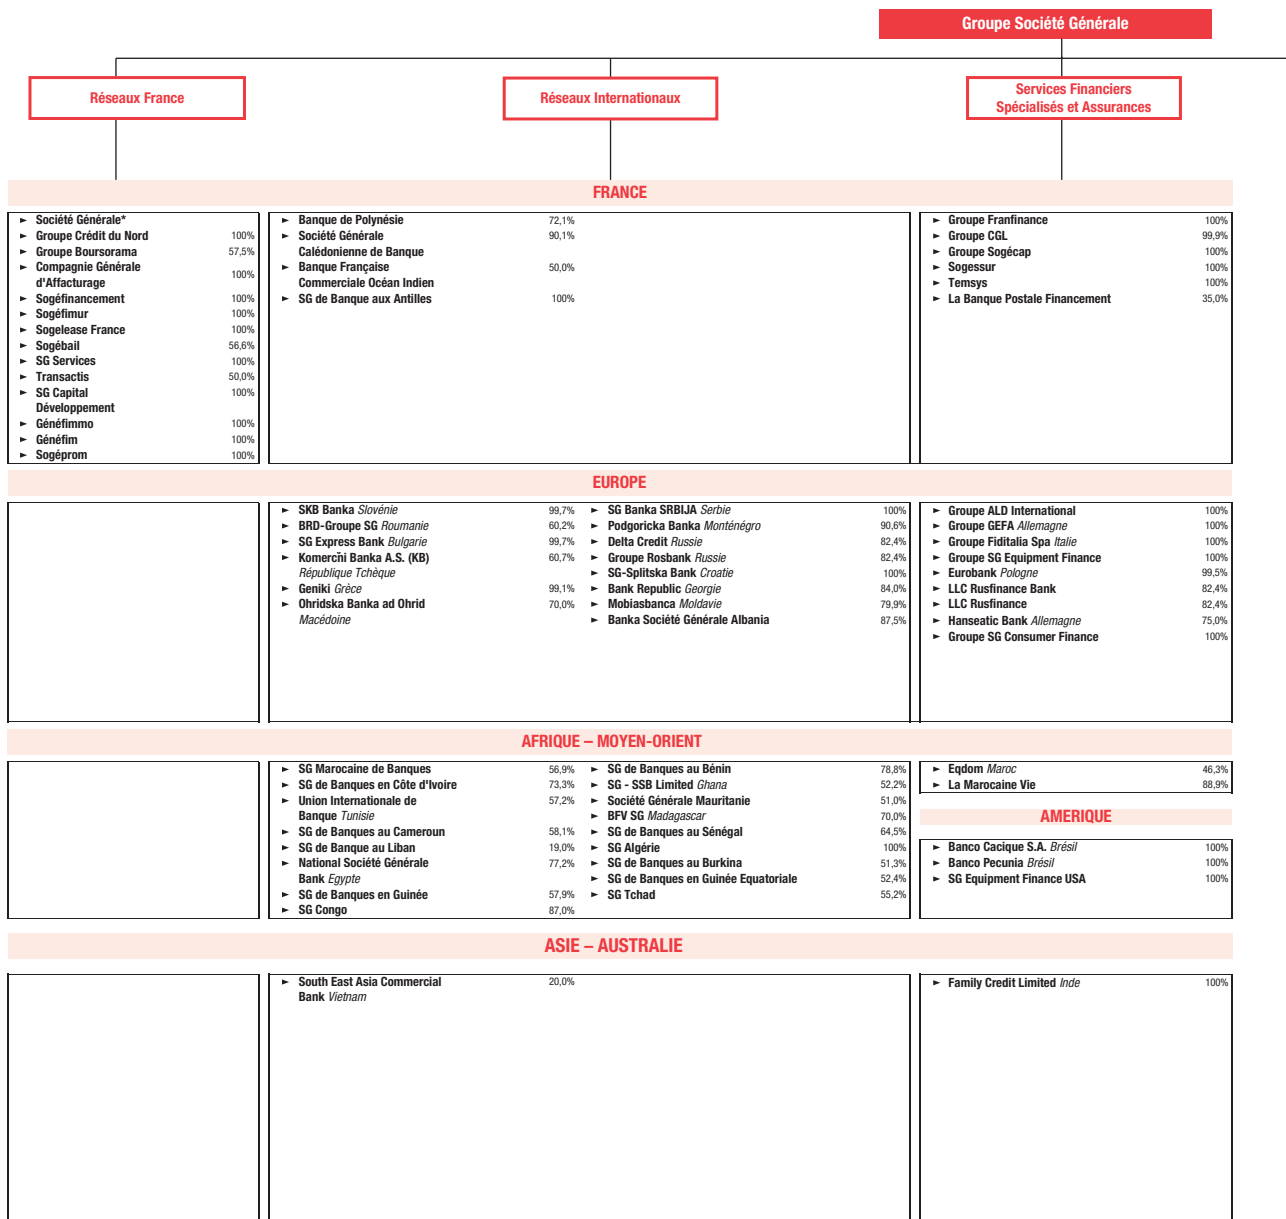 Groupe Société Générale
Réseaux France
Réseaux Internationaux
Services Financiers
Spécialisés et Assurances
FRANCE
► Société Générale*
► Groupe Crédit du Nord 100%
► Groupe Boursorama 57,5%
► Compagnie Générale
d'Affacturage 100%
► Sogéfinancement 100%
► Sogéfimur 100%
► Sogelease France 100%
► Sogébail 56,6%
► SG Services 100%
► Transactis 50,0%
► SG Capital 100%
Développement
► Généfimmo 100%
► Généfim 100%
► Sogéprom 100%
► Banque de Polynésie 72,1%
► Société Générale 90,1%
Calédonienne de Banque
► Banque Française 50,0%
Commerciale Océan Indien
► SG de Banque aux Antilles 100%
► Groupe Franfinance 100%
► Groupe CGL 99,9%
► Groupe Sogécap 100%
► Sogessur 100%
► Temsys 100%
► La Banque Postale Financement 35,0%
EUROPE
► SKB Banka Slovénie 99,7%
► BRD-Groupe SG Roumanie 60,2%
► SG Express Bank Bulgarie 99,7%
► Komercĭni Banka A.S. (KB) 60,7%
République Tchèque
► Geniki Grèce 99,1%
► Ohridska Banka ad Ohrid 70,0%
Macédoine
► SG Banka SRBIJA Serbie 100%
► Podgoricka Banka Monténégro 90,6%
► Delta Credit Russie 82,4%
► Groupe Rosbank Russie 82,4%
► SG-Splitska Bank Croatie 100%
► Bank Republic Georgie 84,0%
► Mobiasbanca Moldavie 79,9%
► Banka Société Générale Albania 87,5%
► Groupe ALD International 100%
► Groupe GEFA Allemagne 100%
► Groupe Fiditalia Spa Italie 100%
► Groupe SG Equipment Finance 100%
► Eurobank Pologne 99,5%
► LLC Rusfinance Bank 82,4%
► LLC Rusfinance 82,4%
► Hanseatic Bank Allemagne 75,0%
► Groupe SG Consumer Finance 100%
AFRIQUE – MOYEN-ORIENT
► SG Marocaine de Banques 56,9%
► SG de Banques en Côte d'Ivoire 73,3%
► Union Internationale de 57,2%
Banque Tunisie
► SG de Banques au Cameroun 58,1%
► SG de Banque au Liban 19,0%
► National Société Générale 77,2%
Bank Egypte
► SG de Banques en Guinée 57,9%
► SG Congo 87,0%
► SG de Banques au Bénin 78,8%
► SG - SSB Limited Ghana 52,2%
► Société Générale Mauritanie 51,0%
► BFV SG Madagascar 70,0%
► SG de Banques au Sénégal 64,5%
► SG Algérie 100%
► SG de Banques au Burkina 51,3%
► SG de Banques en Guinée Equatoriale 52,4%
► SG Tchad 55,2%
► Eqdom Maroc 46,3%
► La Marocaine Vie 88,9%
AMERIQUE
► Banco Cacique S.A. Brésil 100%
► Banco Pecunia Brésil 100%
► SG Equipment Finance USA 100%
ASIE – AUSTRALIE
► South East Asia Commercial 20,0%
Bank Vietnam
► Family Credit Limited Inde 100%